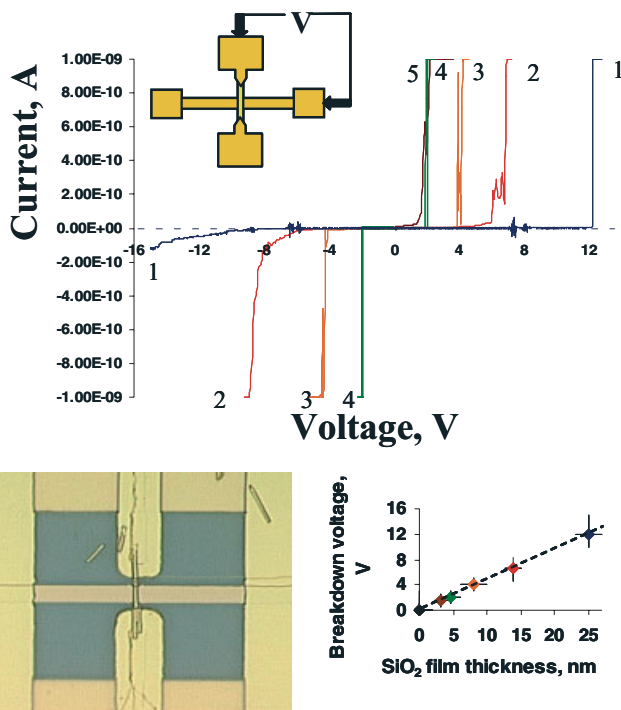 V
Current, A
1.00E-09
8.00E-10
6.00E-10
4.00E-10
2.00E-10
0.00E+00
-2.00E-10
-4.00E-10
-6.00E-10
-8.00E-10
-1.00E-09
5 4 3 2 1
-16 -12 -8 -4 0 4 8 12
1
2 3 4
Voltage, V
Breakdown voltage,
V
16
12
8
4
0
0 5 10 15 20 25
SiO₂ film thickness, nm